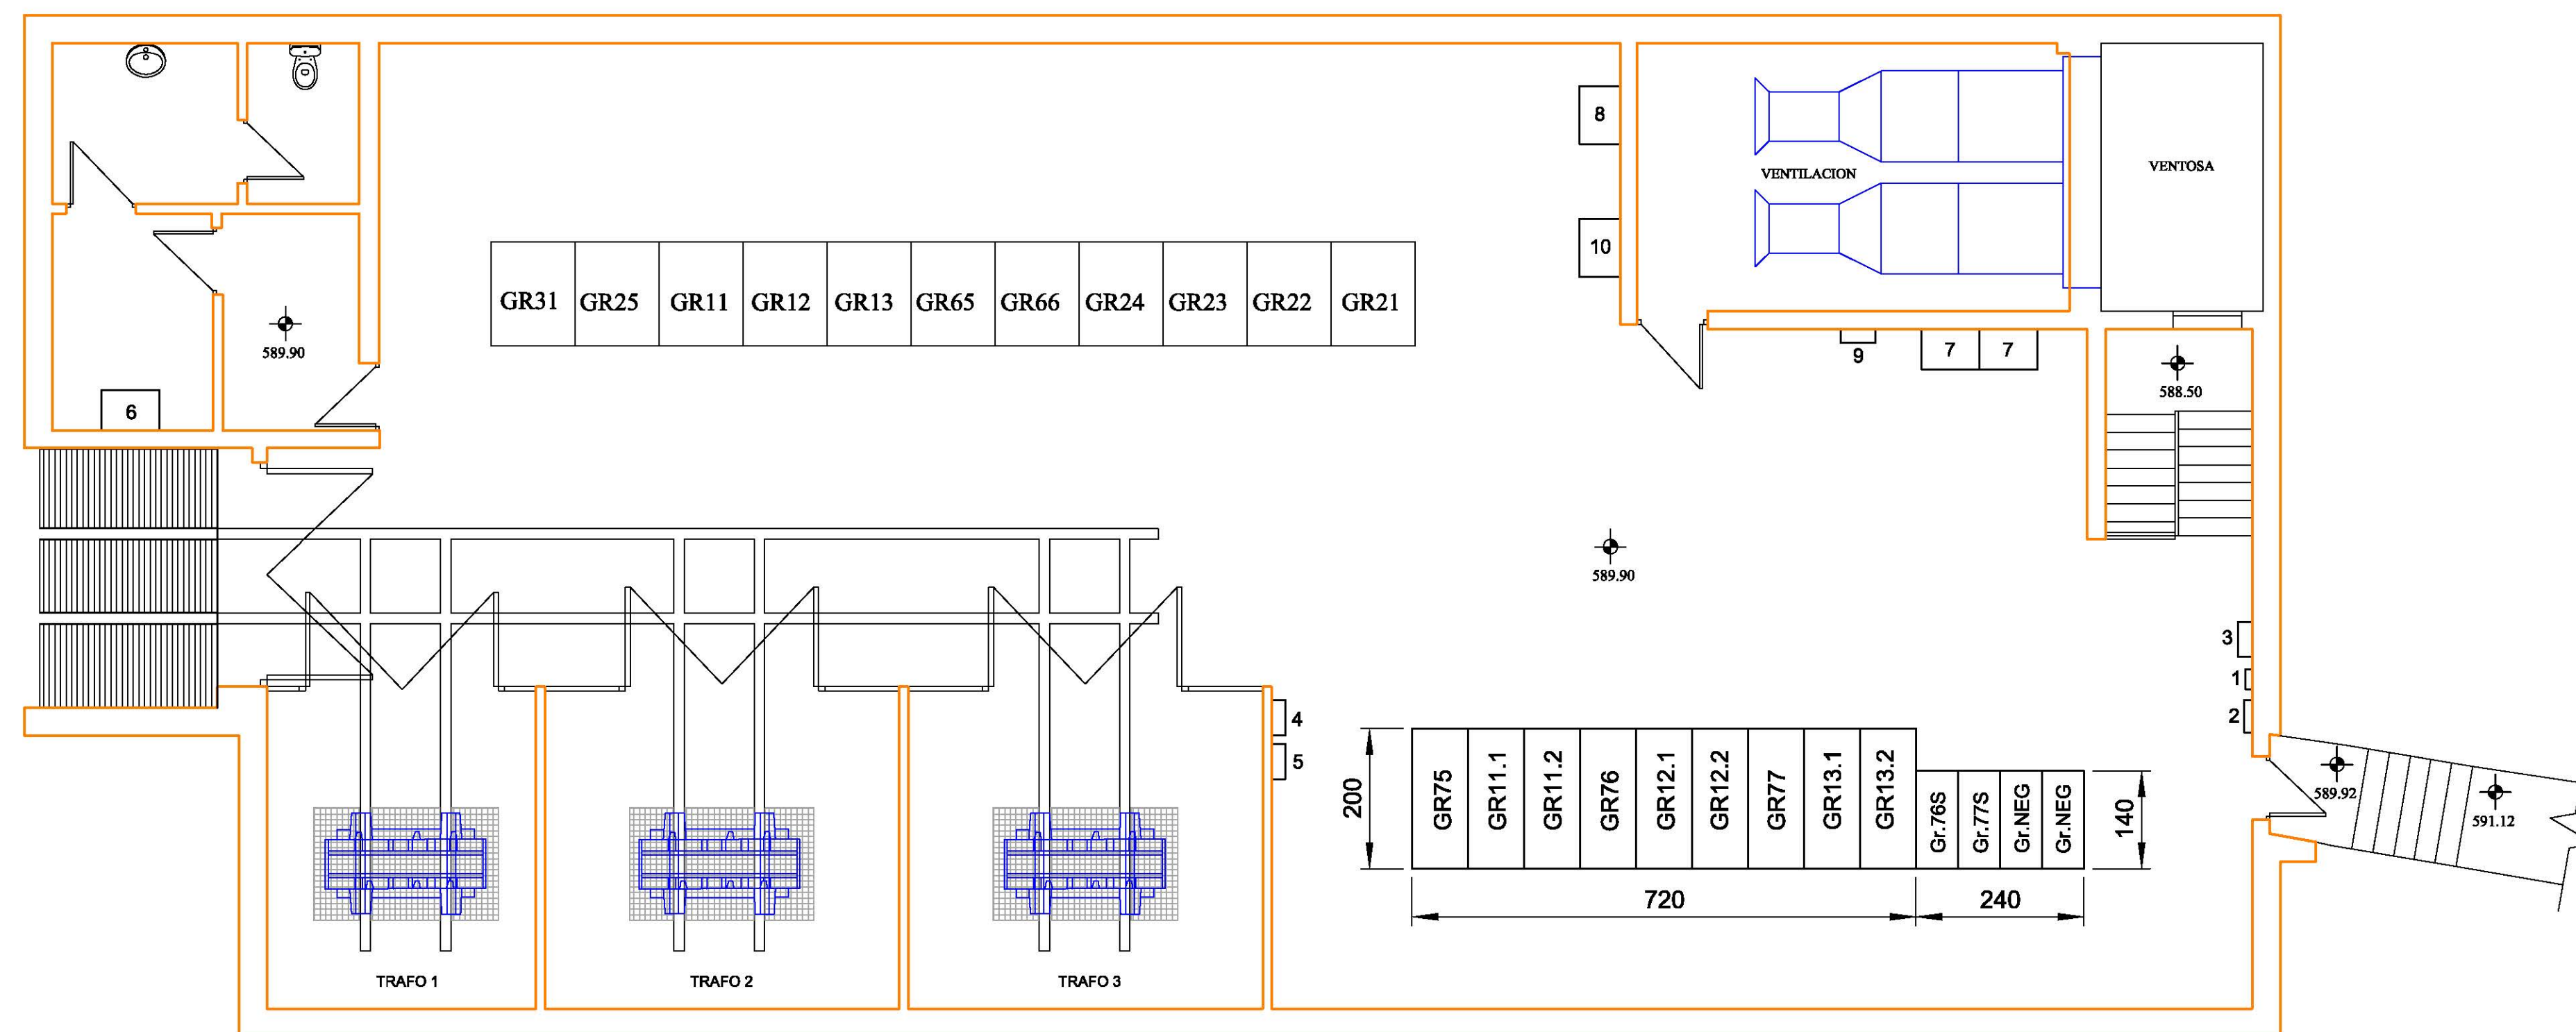 8
VENTILACION
VENTOSA
10
GR31 GR25 GR11 GR12 GR13 GR65 GR66 GR24 GR23 GR22 GR21
589.90
9
7
7
588.50
6
589.90
3
1
2
4
5
200
GR75 GR11.1 GR11.2 GR76 GR12.1 GR12.2 GR77 GR13.1 GR13.2 Gr.76S Gr.77S Gr.NEG Gr.NEG
140
589.92
591.12
720
240
TRAFO 1
TRAFO 2
TRAFO 3